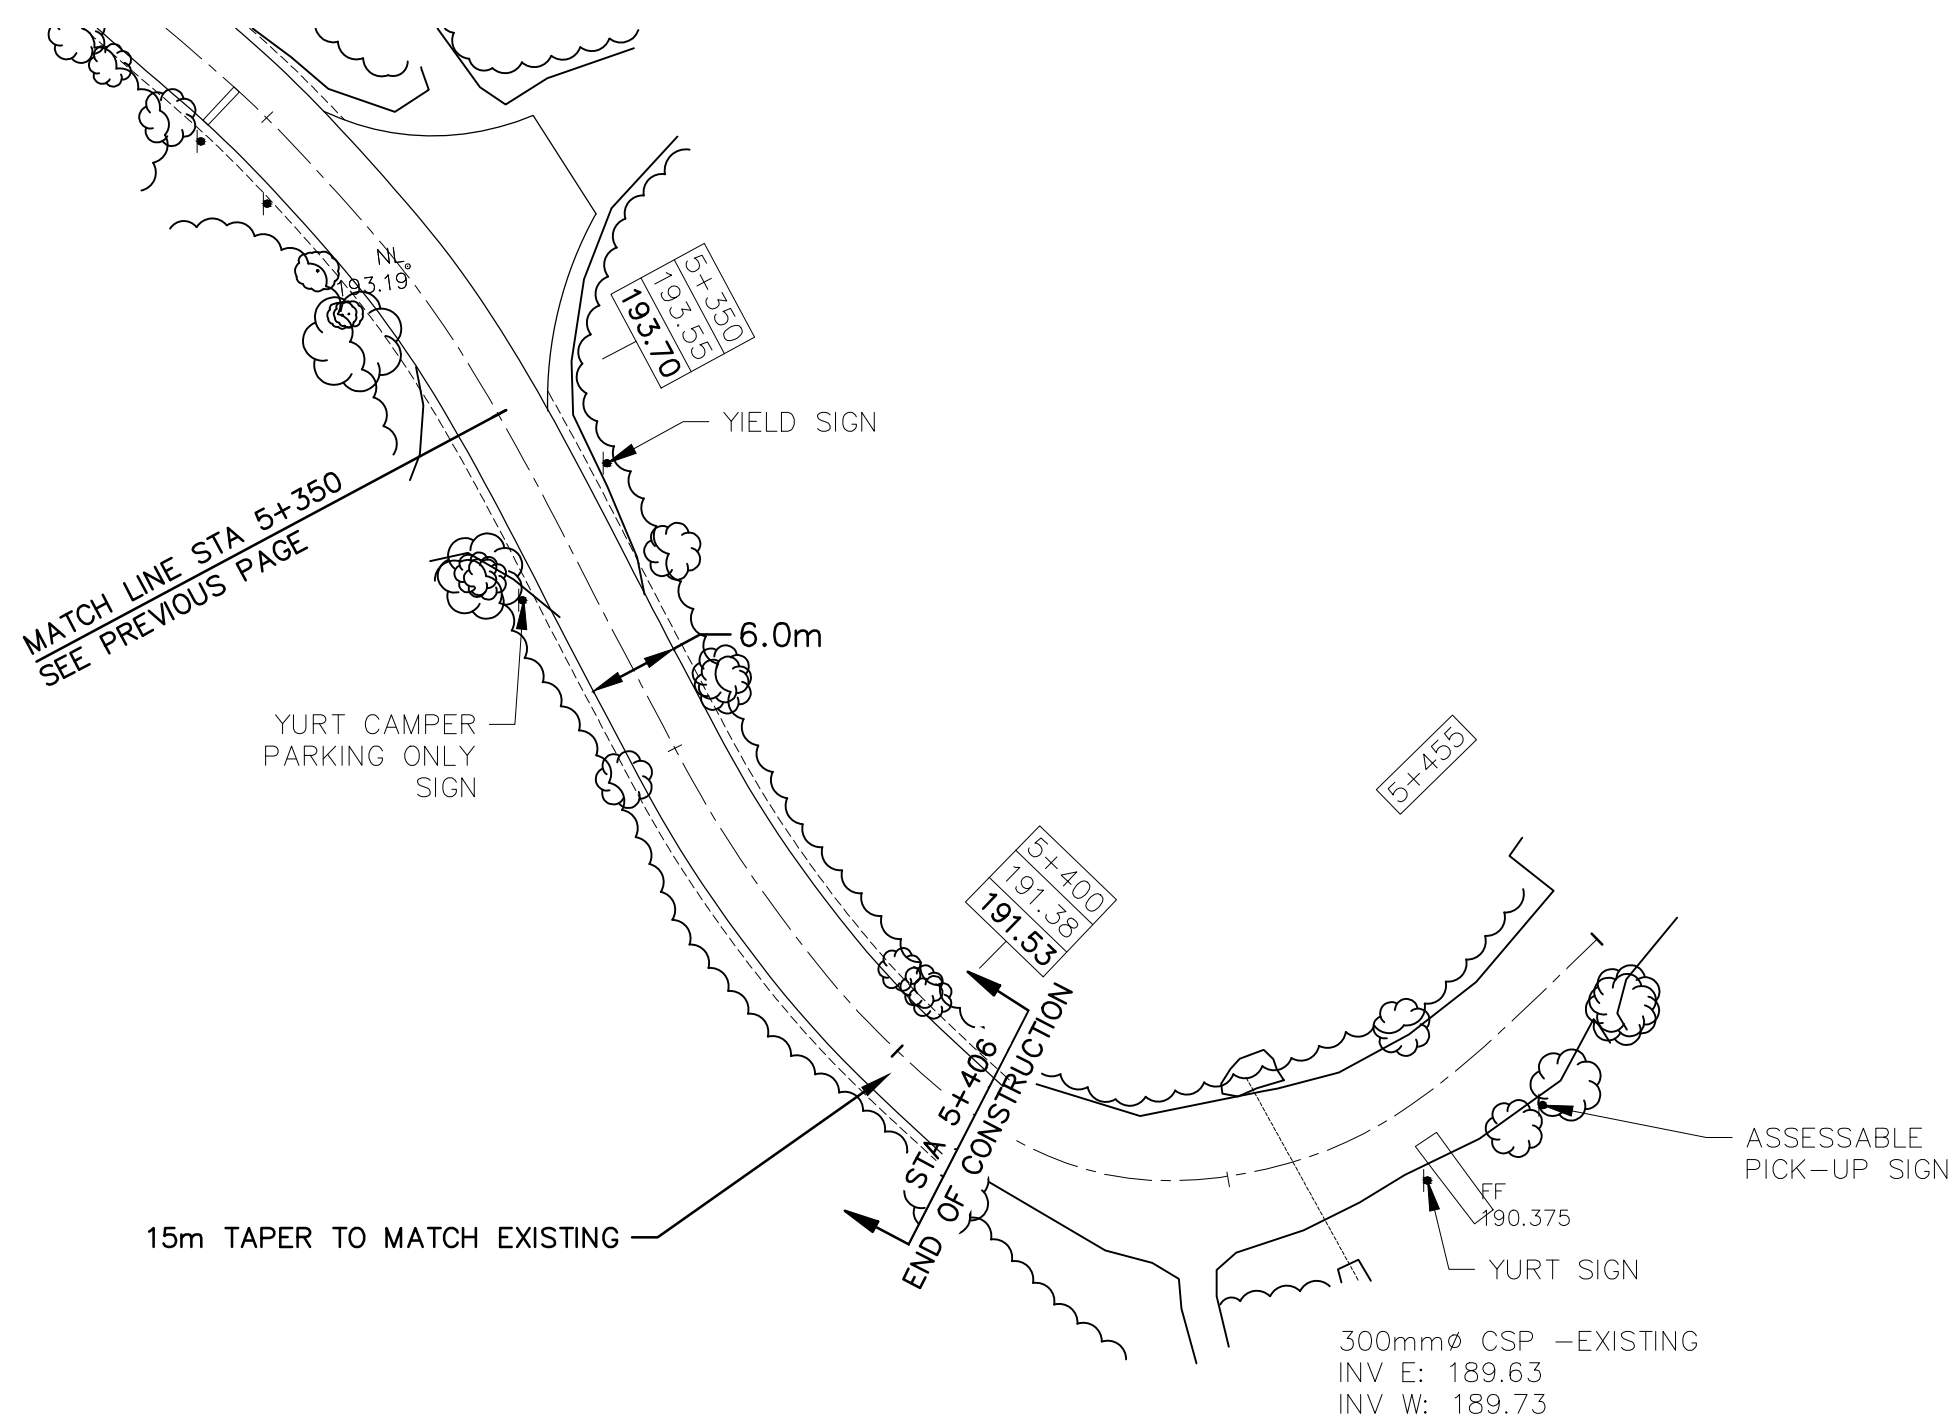 NL
193.19
5+350
193.55
193.70
YIELD SIGN
MATCH LINE STA 5+350
SEE PREVIOUS PAGE
6.0m
YURT CAMPER
PARKING ONLY
SIGN
5+455
5+400
191.38
191.53
STA 5+406
END OF CONSTRUCTION
15m TAPER TO MATCH EXISTING
ASSESSABLE
PICK-UP SIGN
FF
190.375
YURT SIGN
300mmø CSP -EXISTING
INV E: 189.63
INV W: 189.73